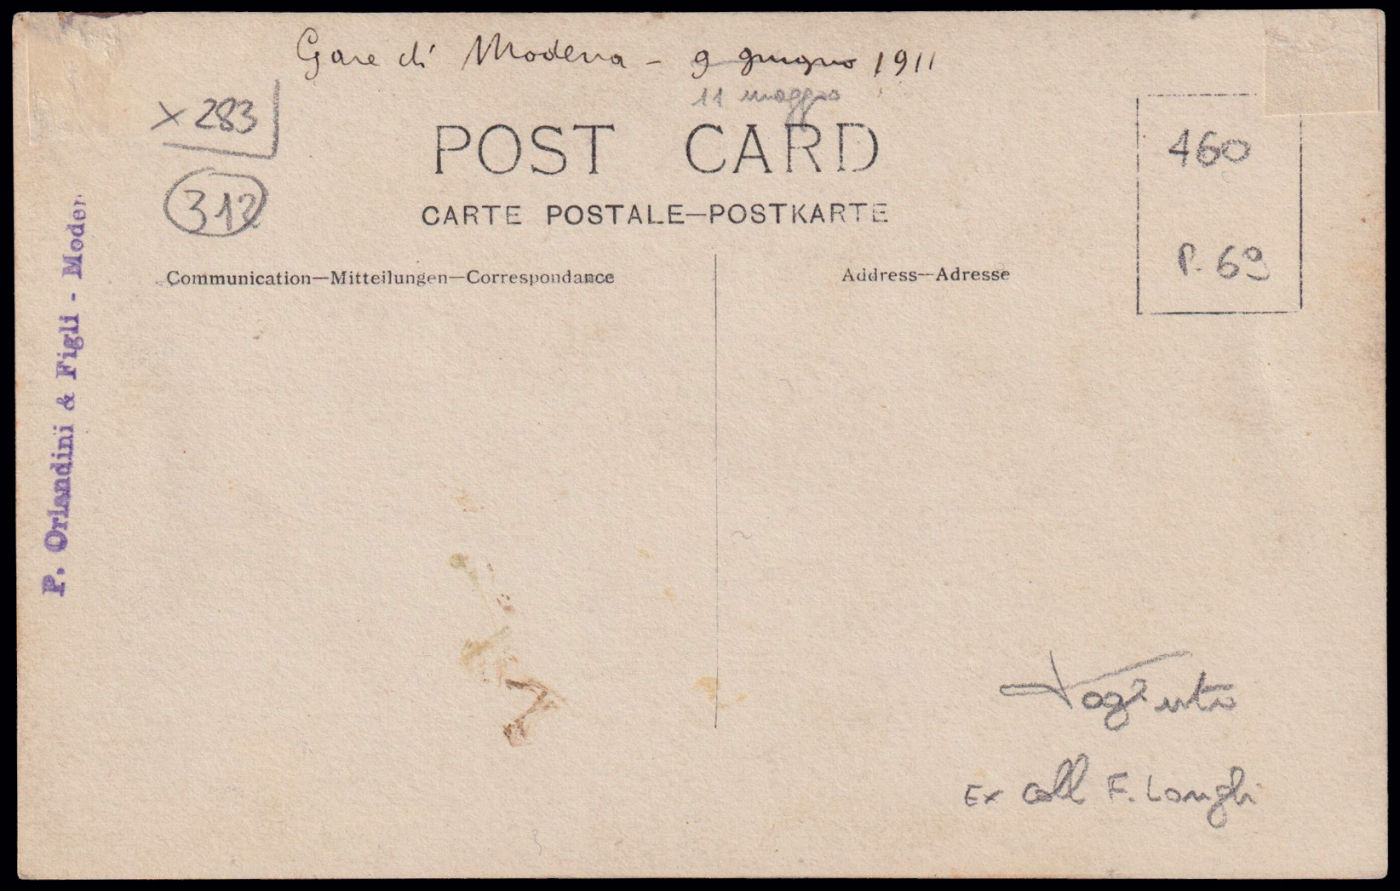 Gare di Modena - 9 giugno 1911
11 maggio
x 283
312
POST CARD
CARTE POSTALE—POSTKARTE
Communication—Mitteilungen—Correspondance
Address—Adresse
460
P. 69
P. Orlandini & Figli - Moden
Ex coll F. Longhi